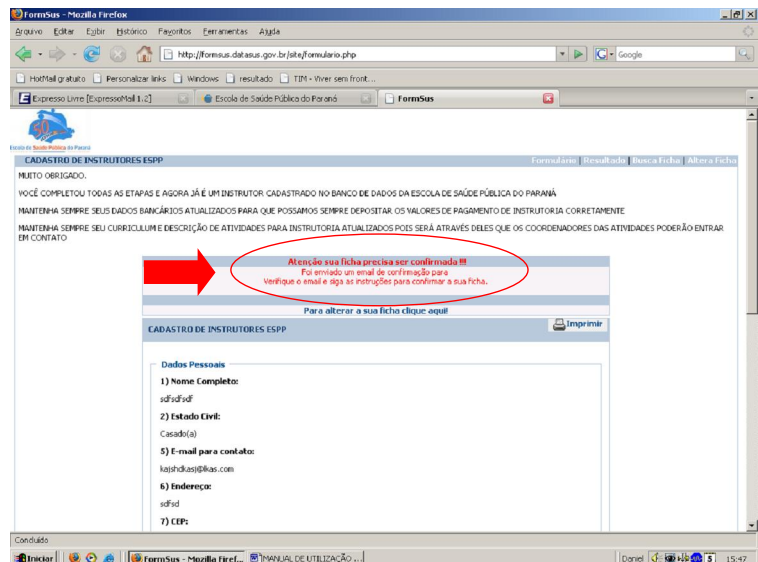 FormSus - Mozilla Firefox
Arquivo Editar Exibir Histórico Favoritos Ferramentas Ajuda
http://formsus.datasus.gov.br/site/formulario.php
Google
HotMail gratuito Personalizar links Windows resultado TIM - Viver sem front...
Expresso Livre [ExpressoMail 1.2] Escola de Saúde Pública do Paraná FormSus
50 anos
Escola de Saúde Pública do Paraná
CADASTRO DE INSTRUTORES ESPP Formulário | Resultado | Busca Ficha | Altera Ficha
MUITO OBRIGADO.
VOCÊ COMPLETOU TODAS AS ETAPAS E AGORA JÁ É UM INSTRUTOR CADASTRADO NO BANCO DE DADOS DA ESCOLA DE SAÚDE PÚBLICA DO PARANÁ
MANTENHA SEMPRE SEUS DADOS BANCÁRIOS ATUALIZADOS PARA QUE POSSAMOS SEMPRE DEPOSITAR OS VALORES DE PAGAMENTO DE INSTRUTORIA CORRETAMENTE
MANTENHA SEMPRE SEU CURRICULUM E DESCRIÇÃO DE ATIVIDADES PARA INSTRUTORIA ATUALIZADOS POIS SERÁ ATRAVÉS DELES QUE OS COORDENADORES DAS ATIVIDADES PODERÃO ENTRAR
EM CONTATO
Atenção sua ficha precisa ser confirmada !!!
Foi enviado um email de confirmação para
Verifique o email e siga as instruções para confirmar a sua ficha.
Para alterar a sua ficha clique aqui!
CADASTRO DE INSTRUTORES ESPP Imprimir
Dados Pessoais
1) Nome Completo:
sdfsdfsdf
2) Estado Civil:
Casado(a)
5) E-mail para contato:
kajshdkasj@lkas.com
6) Endereço:
sdfsd
7) CEP:
Concluído
Iniciar FormSus - Mozilla Firef... MANUAL DE UTILIZAÇÃO ... Daniel 15:47